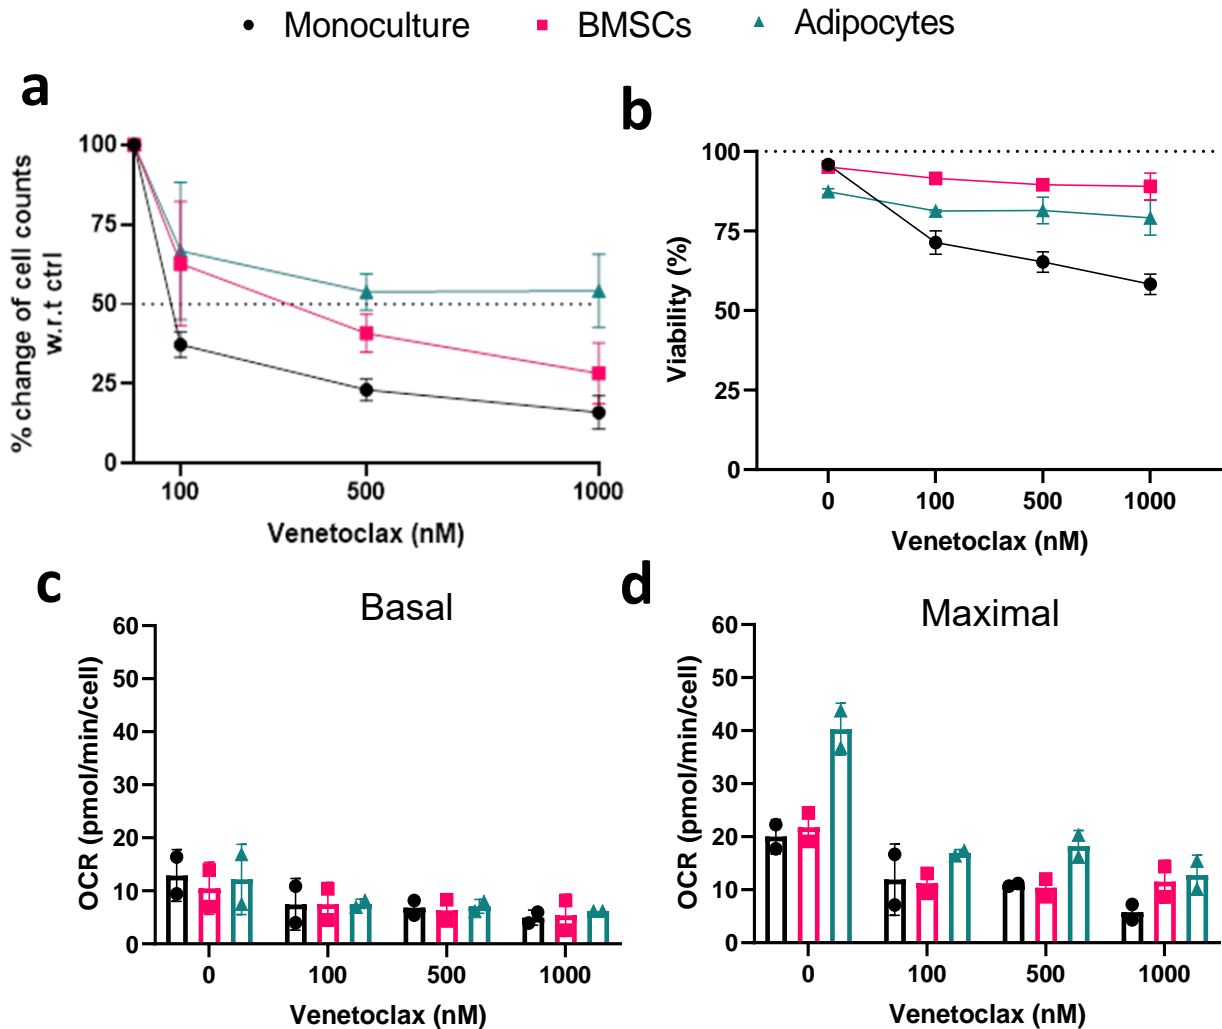 Monoculture BMSCs Adipocytes
a
% change of cell counts
w.r.t ctrl
100
75
50
25
0
100 500 1000
Venetoclax (nM)
b
Viability (%)
100
75
50
25
0
0 100 500 1000
Venetoclax (nM)
c
Basal
OCR (pmol/min/cell)
60
50
40
30
20
10
0
0 100 500 1000
Venetoclax (nM)
d
Maximal
OCR (pmol/min/cell)
60
50
40
30
20
10
0
0 100 500 1000
Venetoclax (nM)